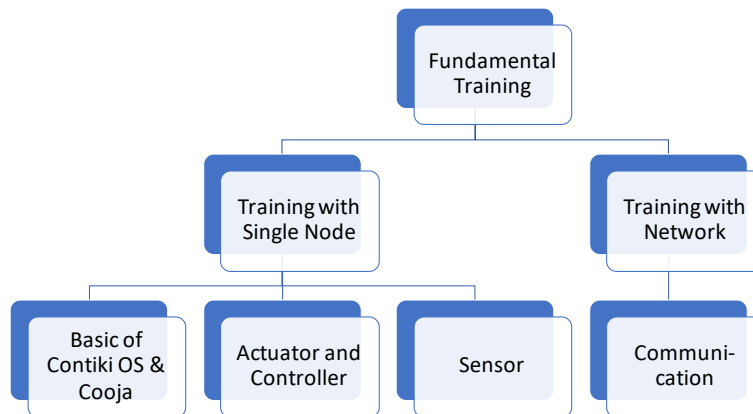 Fundamental
Training
Training with
Single Node
Training with
Network
Basic of
Contiki OS &
Cooja
Actuator and
Controller
Sensor
Communi-
cation